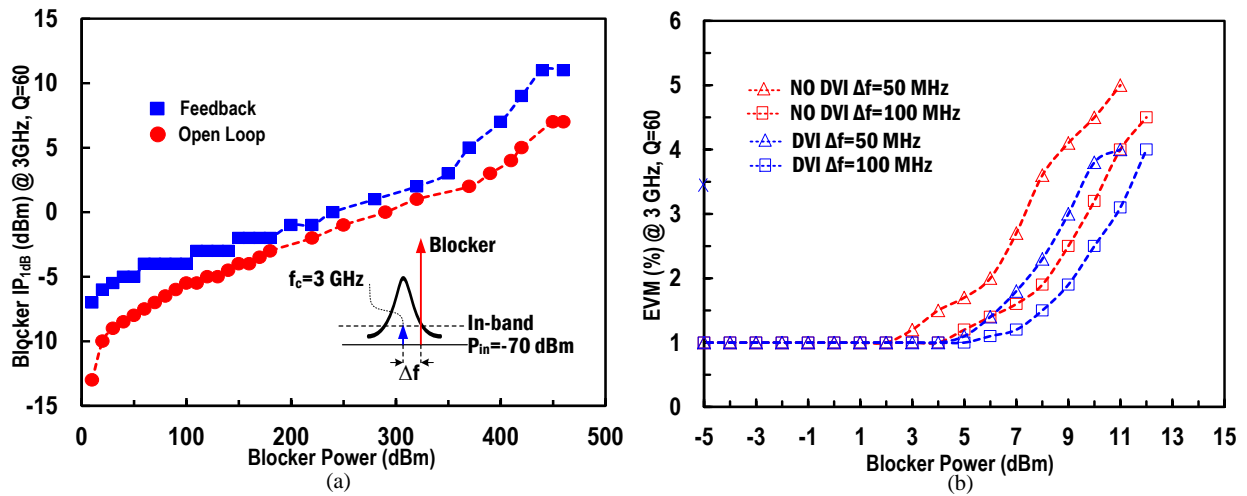 15
10
5
0
-5
-10
-15
0
100
200
300
400
500
Blocker IP1dB (dBm) @ 3GHz, Q=60
Blocker Power (dBm)
Feedback
Open Loop
Blocker
fc=3 GHz
In-band
Pin=-70 dBm
Δf
(a)
6
5
4
3
2
1
0
-5
-3
-1
1
3
5
7
9
11
13
15
EVM (%) @ 3 GHz, Q=60
Blocker Power (dBm)
NO DVI Δf=50 MHz
NO DVI Δf=100 MHz
DVI Δf=50 MHz
DVI Δf=100 MHz
(b)